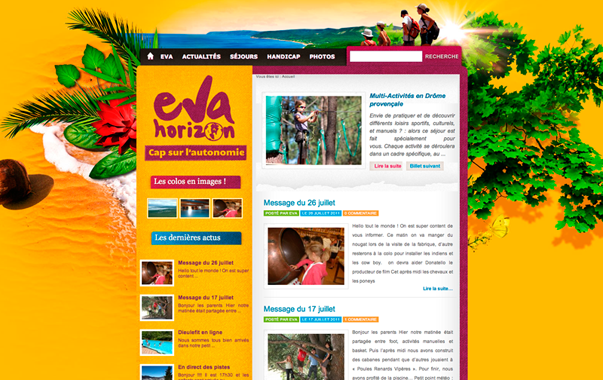 EVA ACTUALITÉS SÉJOURS HANDICAP PHOTOS RECHERCHE
Vous êtes ici : Accueil
eva
horizon
Cap sur l'autonomie
Les colos en images !
Les dernières actus
Message du 26 juillet
Hello tout le monde ! On est super
content ...
Message du 17 juillet
Bonjour les parents Hier notre
matinée était partagée entre ...
Dieulefit en ligne
Nous sommes tous bien arrivés
dans notre petit ...
En direct des pistes
Bonjour !!! Il est 17h30 et les
Multi-Activités en Drôme
provençale
Envie de pratiquer et de découvrir
différents loisirs sportifs, culturels,
et manuels ? : alors ce séjour est
fait spécialement pour
vous. Chaque activité se déroulera
dans un cadre spécifique, au ...
Lire la suite Billet suivant
Message du 26 juillet
POSTÉ PAR EVA LE 26 JUILLET 2011 1 COMMENTAIRE
Hello tout le monde ! On est super content de
vous informer. Ce matin on va manger du
nougat lors de la visite de la fabrique, d'autre
resterons à la colo pour installer les indiens et
les cow boy, on devra aider Donatello le
producteur de film Cet après midi les chevaux et
les poneys
Lire la suite...
Message du 17 juillet
POSTÉ PAR EVA LE 17 JUILLET 2011 1 COMMENTAIRE
Bonjour les parents Hier notre matinée était
partagée entre foot, activités manuelles et
basket. Puis l'après midi nous avons construit
des cabanes pendant que d'autres jouaient à
« Poules Renards Vipères ». Pour finir, nous
avons profité de la piscine... Petit point météo :